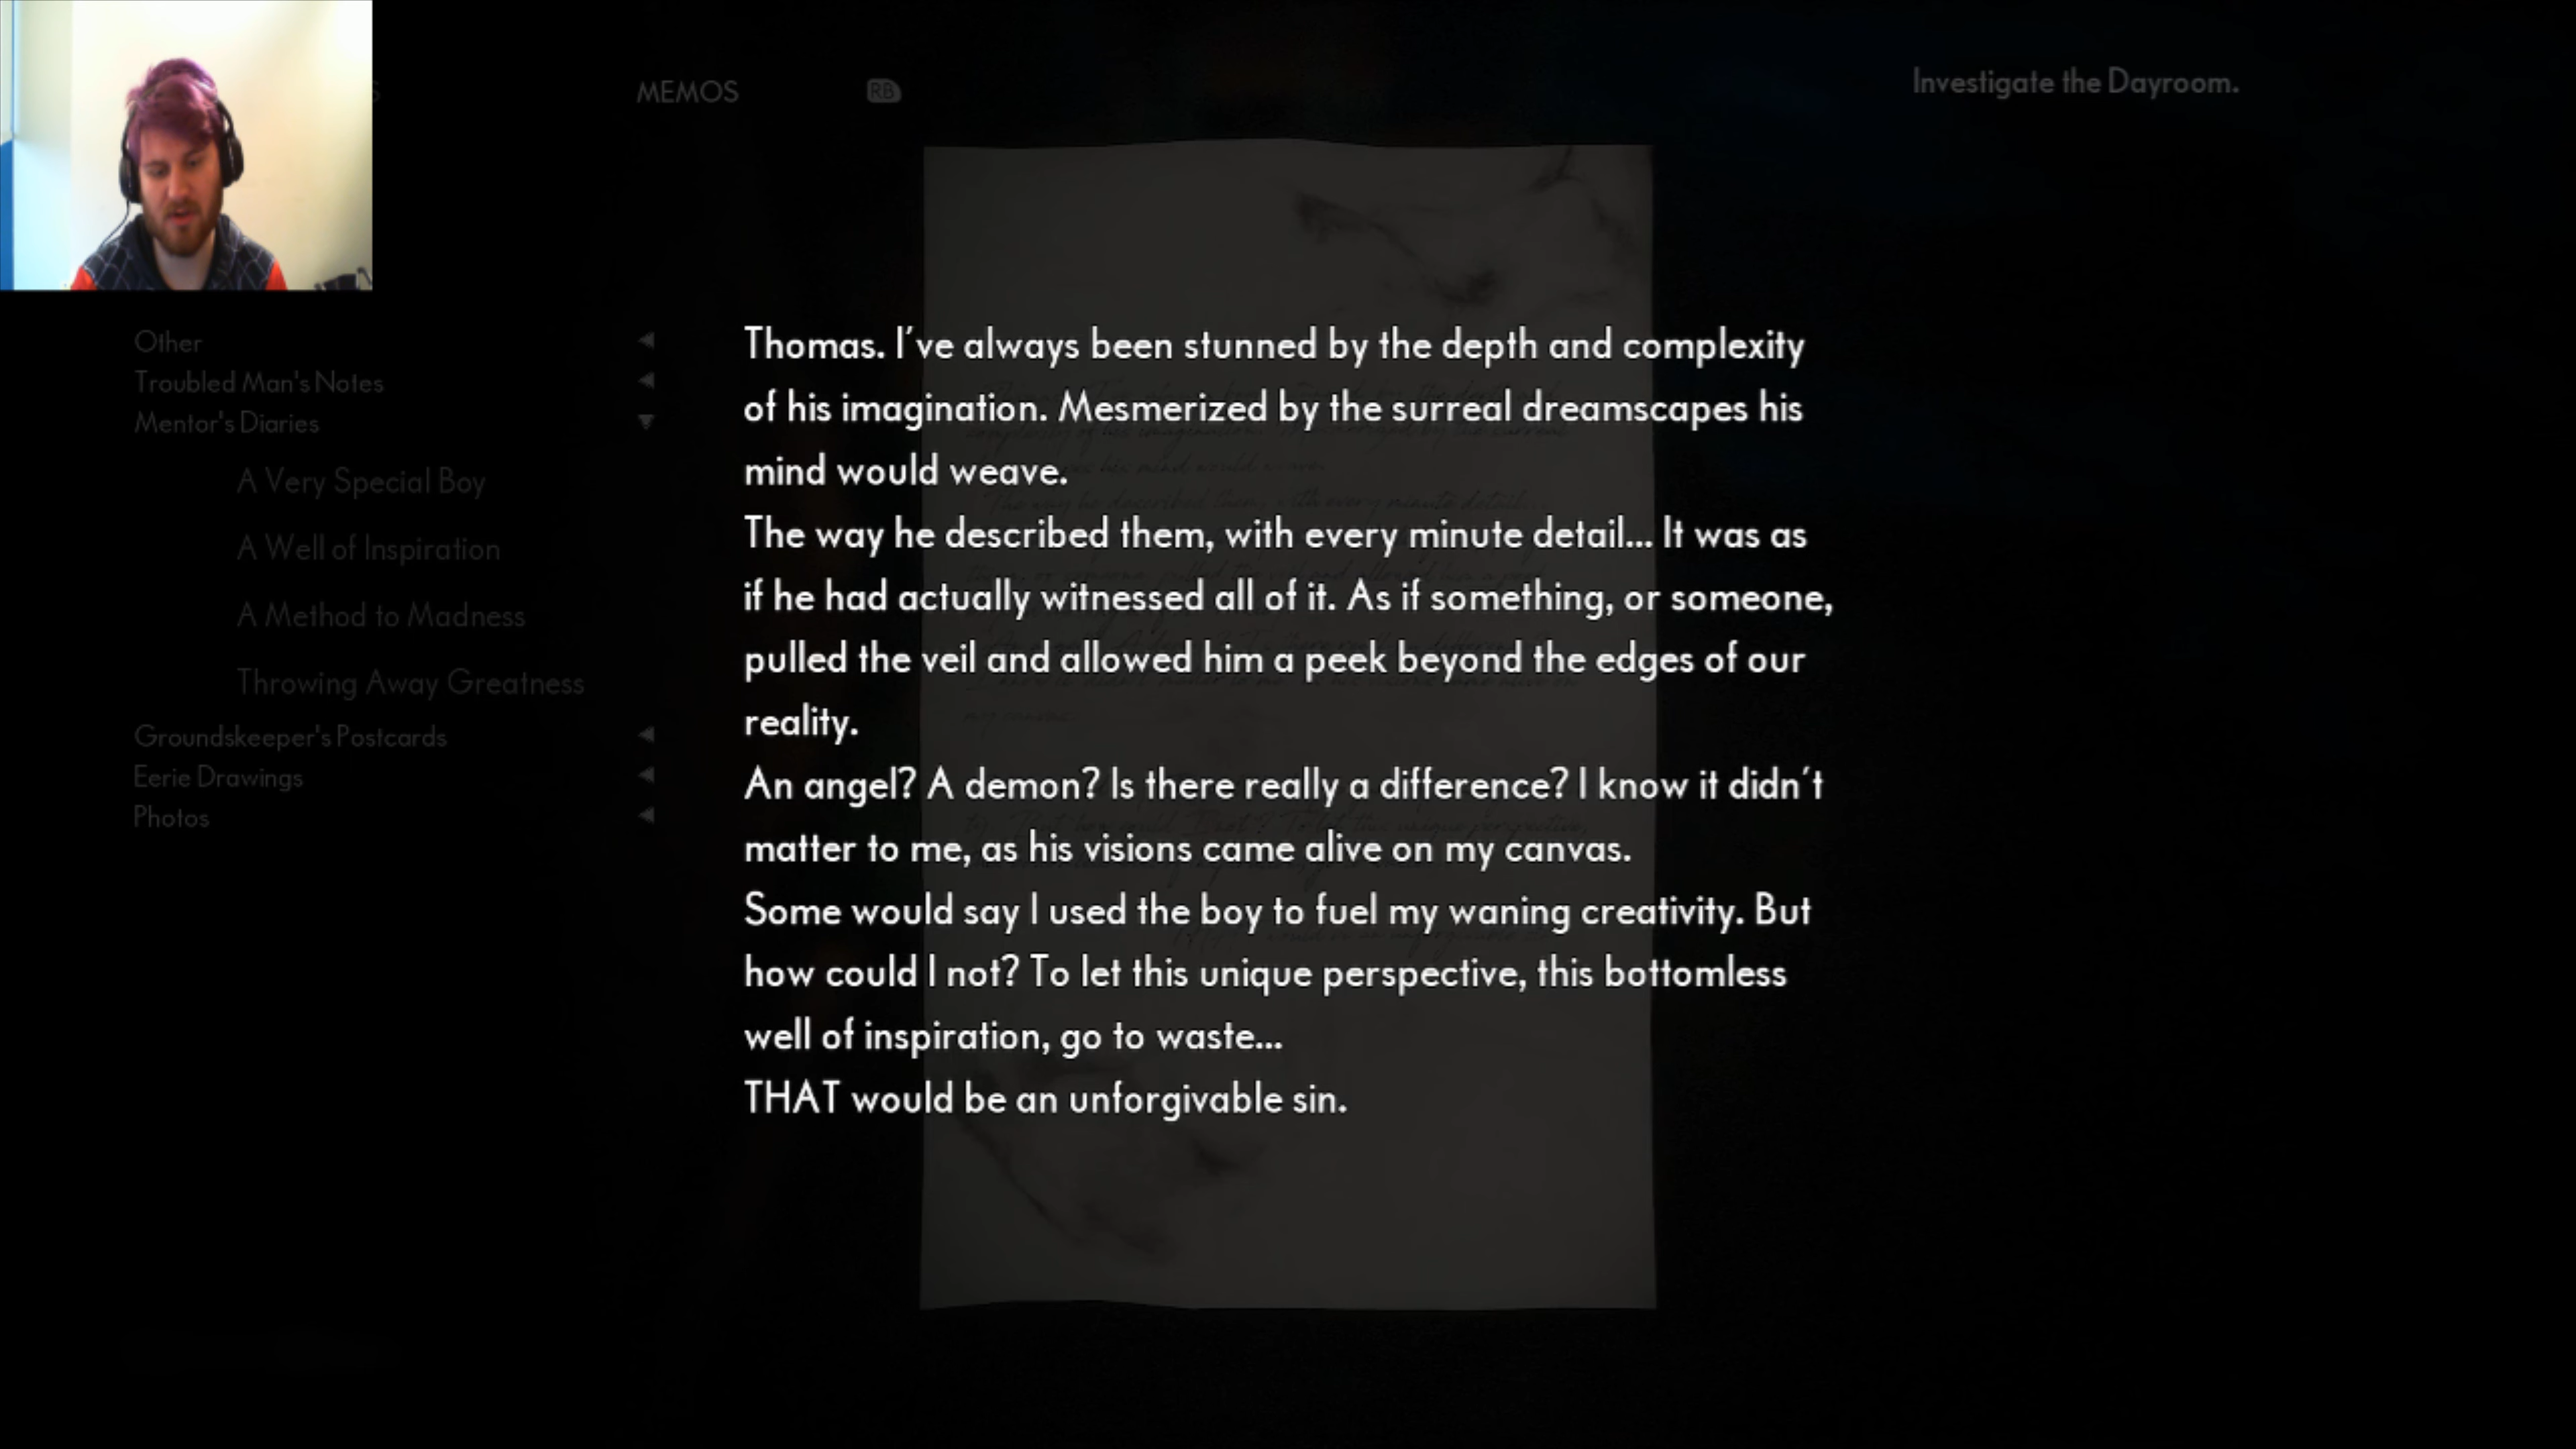 MEMOS
RB
Investigate the Dayroom.
Other
Troubled Man's Notes
Mentor's Diaries
A Very Special Boy
A Well of Inspiration
A Method to Madness
Throwing Away Greatness
Groundskeeper's Postcards
Eerie Drawings
Photos
Thomas. I've always been stunned by the depth and complexity
of his imagination. Mesmerized by the surreal dreamscapes his
mind would weave.
The way he described them, with every minute detail... It was as
if he had actually witnessed all of it. As if something, or someone,
pulled the veil and allowed him a peek beyond the edges of our
reality.
An angel? A demon? Is there really a difference? I know it didn't
matter to me, as his visions came alive on my canvas.
Some would say I used the boy to fuel my waning creativity. But
how could I not? To let this unique perspective, this bottomless
well of inspiration, go to waste...
THAT would be an unforgivable sin.